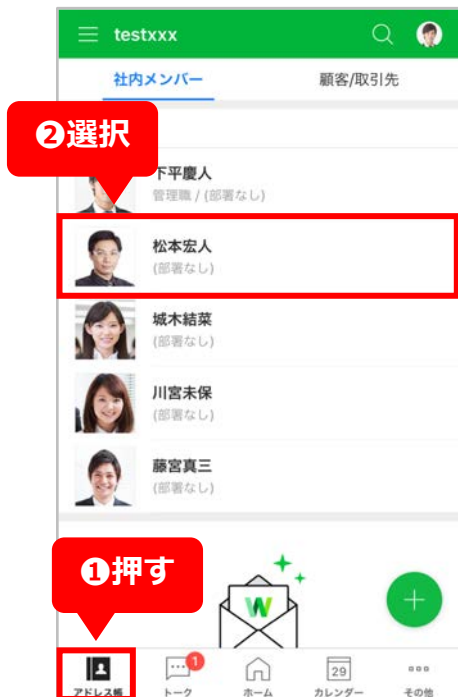 testxxx
社内メンバー
顧客/取引先
❷選択
下平慶人
管理職 / (部署なし)
松本宏人
(部署なし)
城木結菜
(部署なし)
川宮未保
(部署なし)
藤宮真三
(部署なし)
❶押す
W
+
1
29
アドレス帳
トーク
ホーム
カレンダー
その他